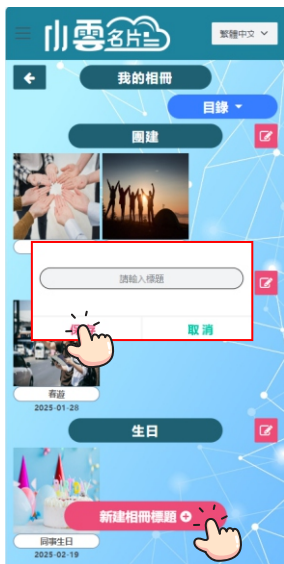 小雲名片
繁體中文
我的相冊
目錄
團建
請輸入標題
取消
春遊
2025-01-28
生日
新建相冊標題
同事生日
2025-02-19